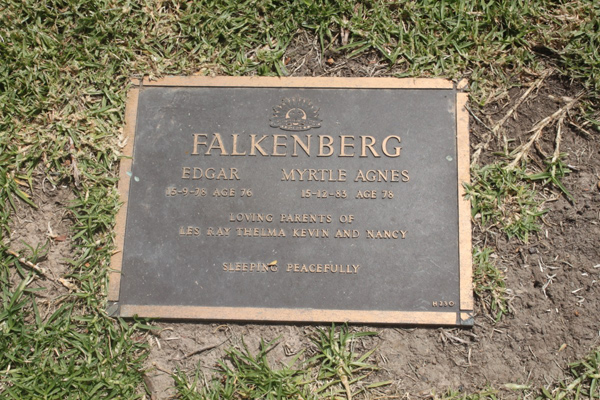 FALKENBERG
EDGAR MYRTLE AGNES
15-9-78 AGE 76 15-12-83 AGE 78
LOVING PARENTS OF
LES RAY THELMA KEVIN AND NANCY
SLEEPING PEACEFULLY